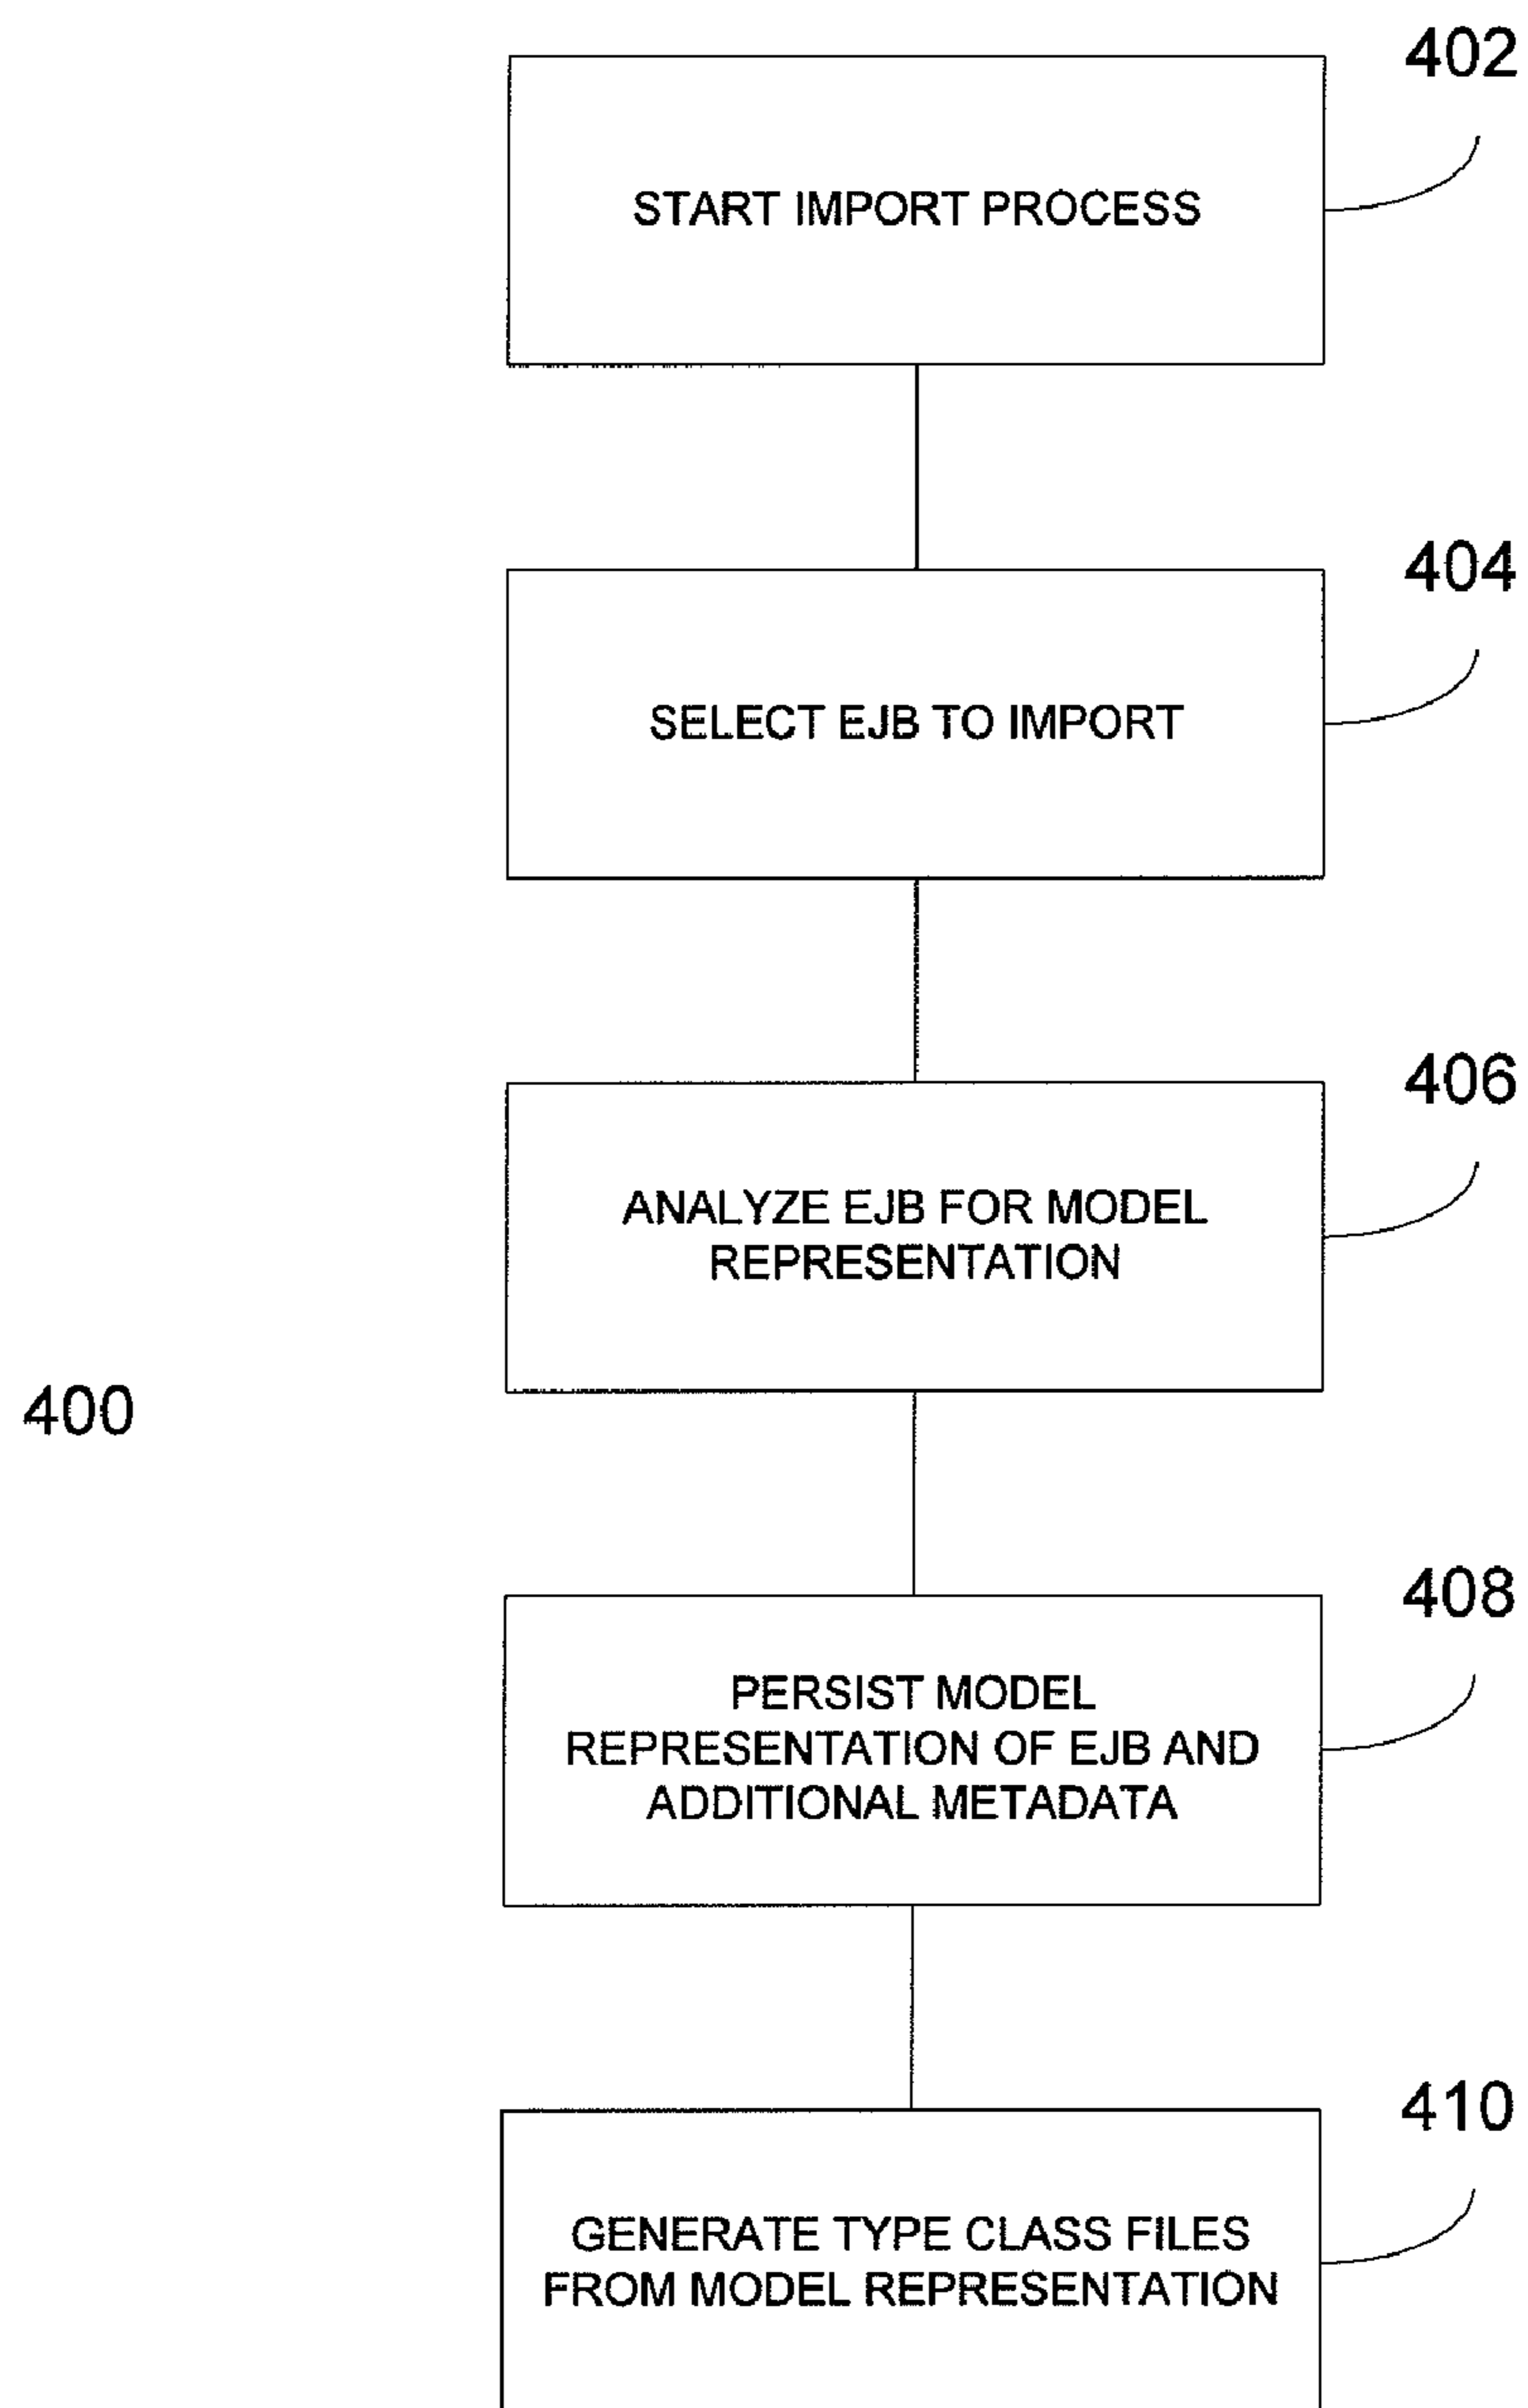 402
START IMPORT PROCESS
404
SELECT EJB TO IMPORT
406
ANALYZE EJB FOR MODEL
REPRESENTATION
400
408
PERSIST MODEL
REPRESENTATION OF EJB AND
ADDITIONAL METADATA
410
GENERATE TYPE CLASS FILES
FROM MODEL REPRESENTATION